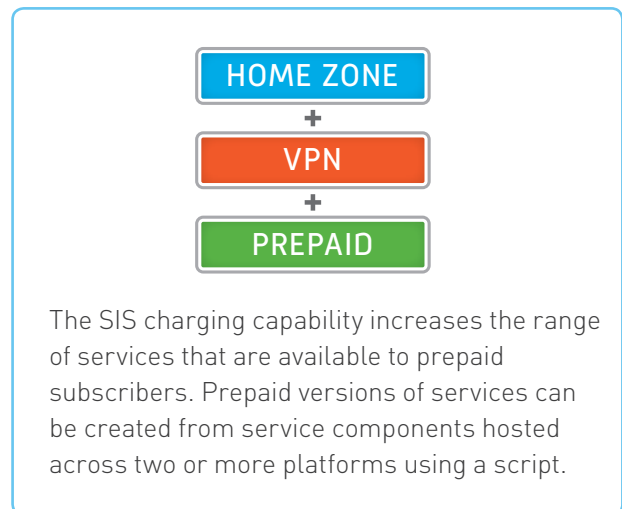 HOME ZONE
+
VPN
+
PREPAID
The SIS charging capability increases the range
of services that are available to prepaid
subscribers. Prepaid versions of services can
be created from service components hosted
across two or more platforms using a script.